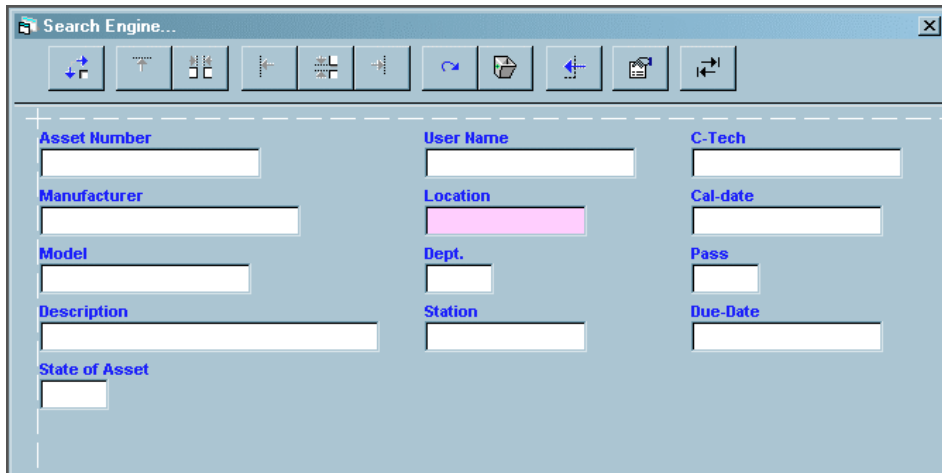 Search Engine...
Asset Number User Name C-Tech
Manufacturer Location Cal-date
Model Dept. Pass
Description Station Due-Date
State of Asset